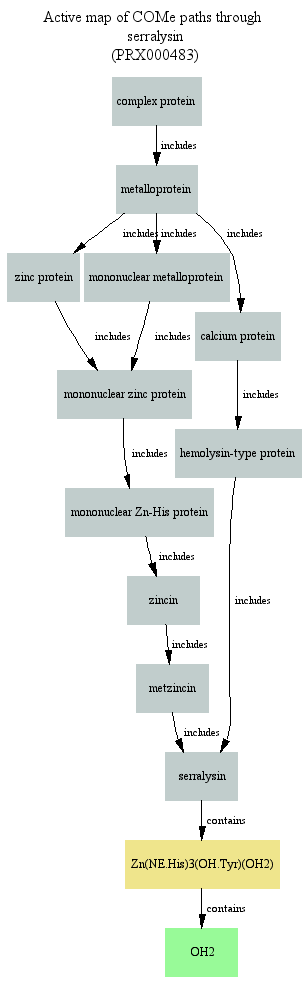 Active map of COMe paths through
serralysin
(PRX000483)
complex protein
includes
metalloprotein
includes
includes
includes
zinc protein
mononuclear metalloprotein
calcium protein
includes
includes
includes
mononuclear zinc protein
hemolysin-type protein
includes
mononuclear Zn-His protein
includes
zincin
includes
includes
metzincin
includes
serralysin
contains
Zn(NE.His)3(OH.Tyr)(OH2)
contains
OH2